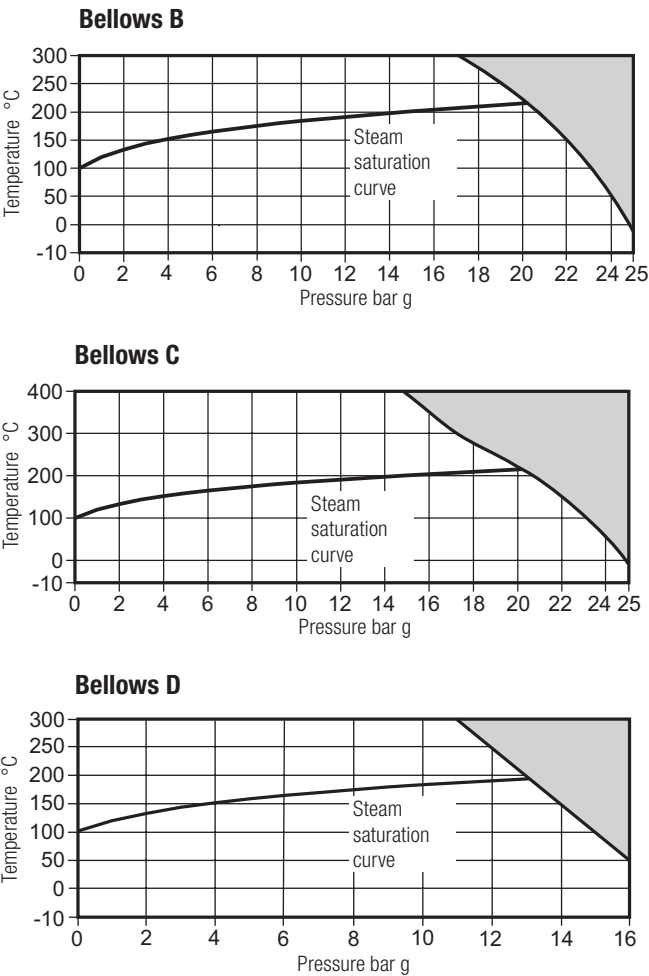 Bellows B
300
250
200
150
100
50
0
-10
Temperature °C
Steam
saturation
curve
0 2 4 6 8 10 12 14 16 18 20 22 24 25
Pressure bar g
Bellows C
400
300
200
100
0
-10
Temperature °C
Steam
saturation
curve
0 2 4 6 8 10 12 14 16 18 20 22 24 25
Pressure bar g
Bellows D
300
250
200
150
100
50
0
-10
Temperature °C
Steam
saturation
curve
0 2 4 6 8 10 12 14 16
Pressure bar g